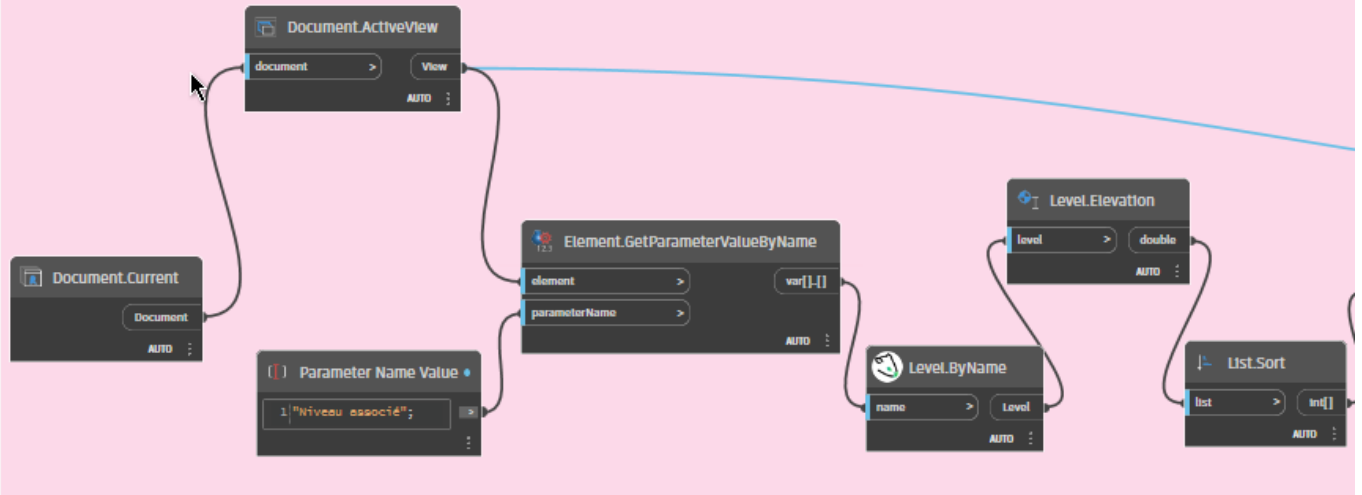 Document.ActiveView
document >
View
AUTO
Document.Current
Document
AUTO
Parameter Name Value
1 "Niveau associé";
>
Element.GetParameterValueByName
element >
var[]..[]
parameterName >
AUTO
Level.ByName
name >
Level
AUTO
Level.Elevation
level >
double
AUTO
List.Sort
list >
int[]
AUTO